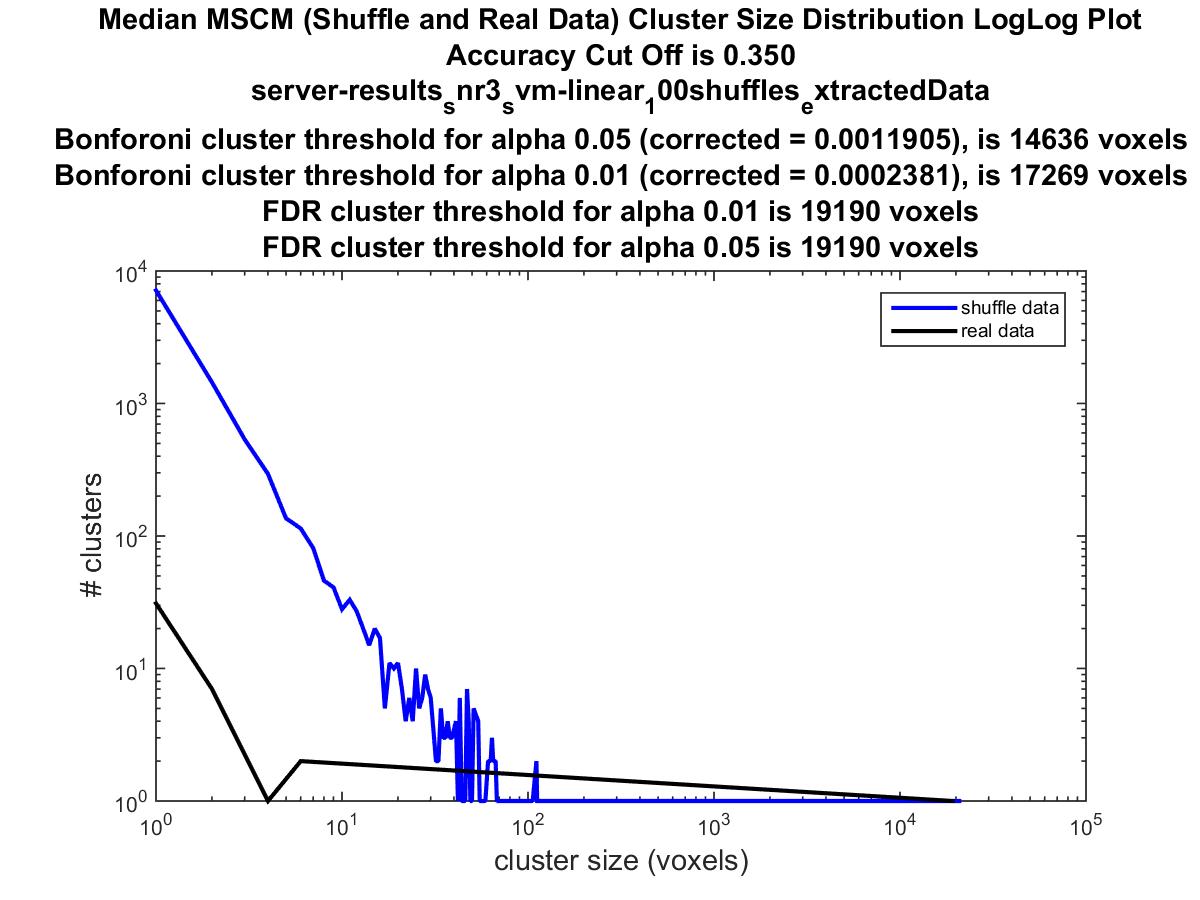 Median MSCM (Shuffle and Real Data) Cluster Size Distribution LogLog Plot
Accuracy Cut Off is 0.350
server-results_snr3_svm-linear_100shuffles_extractedData
Bonforoni cluster threshold for alpha 0.05 (corrected = 0.0011905), is 14636 voxels
Bonforoni cluster threshold for alpha 0.01 (corrected = 0.0002381), is 17269 voxels
FDR cluster threshold for alpha 0.01 is 19190 voxels
FDR cluster threshold for alpha 0.05 is 19190 voxels
shuffle data
real data
10^4
10^3
10^2
10^1
10^0
# clusters
10^0 10^1 10^2 10^3 10^4 10^5
cluster size (voxels)